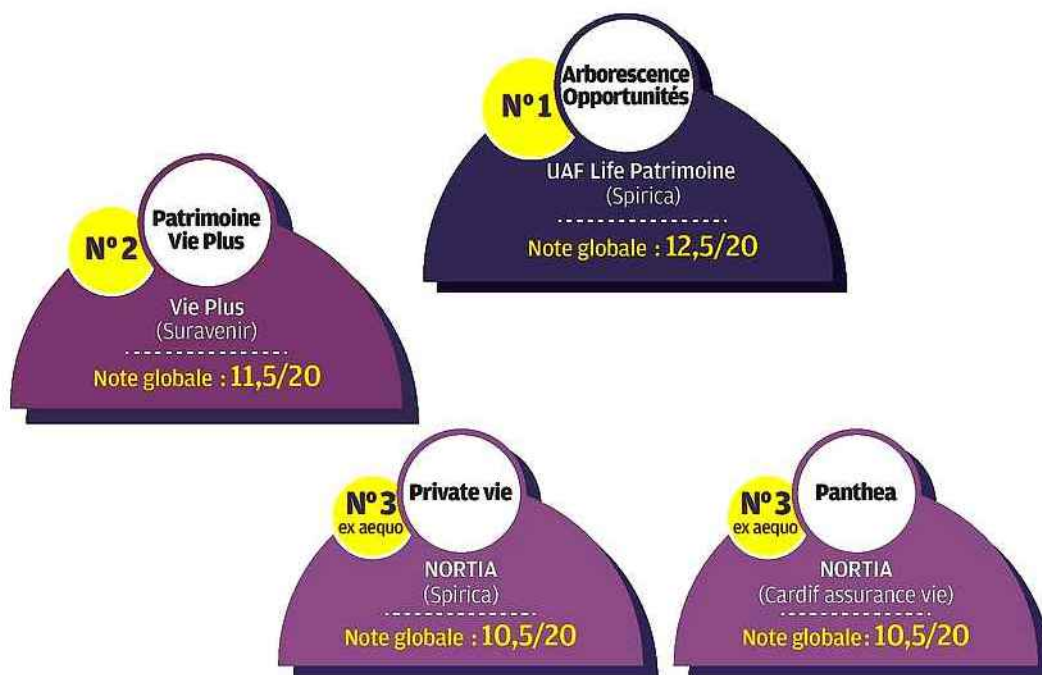 N° 1
Arborescence
Opportunités
UAF Life Patrimoine
(Spirica)
Note globale : 12,5/20
N° 2
Patrimoine
Vie Plus
Vie Plus
(Suravenir)
Note globale : 11,5/20
N° 3
ex aequo
Private vie
NORTIA
(Spirica)
Note globale : 10,5/20
N° 3
ex aequo
Panthea
NORTIA
(Cardif assurance vie)
Note globale : 10,5/20